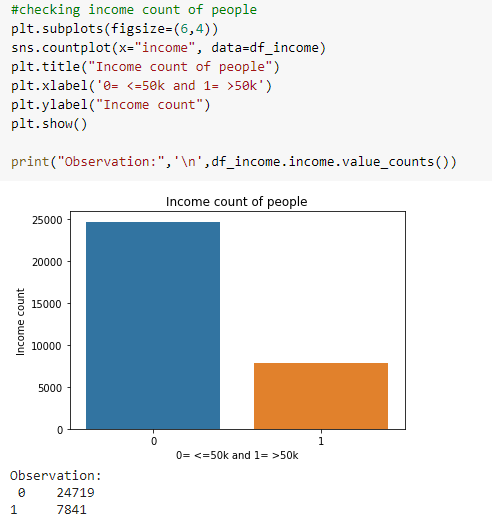 #checking income count of people
plt.subplots(figsize=(6,4))
sns.countplot(x="income", data=df_income)
plt.title("Income count of people")
plt.xlabel('0= <=50k and 1= >50k')
plt.ylabel("Income count")
plt.show()
print("Observation:",'\n',df_income.income.value_counts())
Income count of people
25000
20000
15000
10000
5000
0
Income count
0 1
0= <=50k and 1= >50k
Observation:
0 24719
1 7841